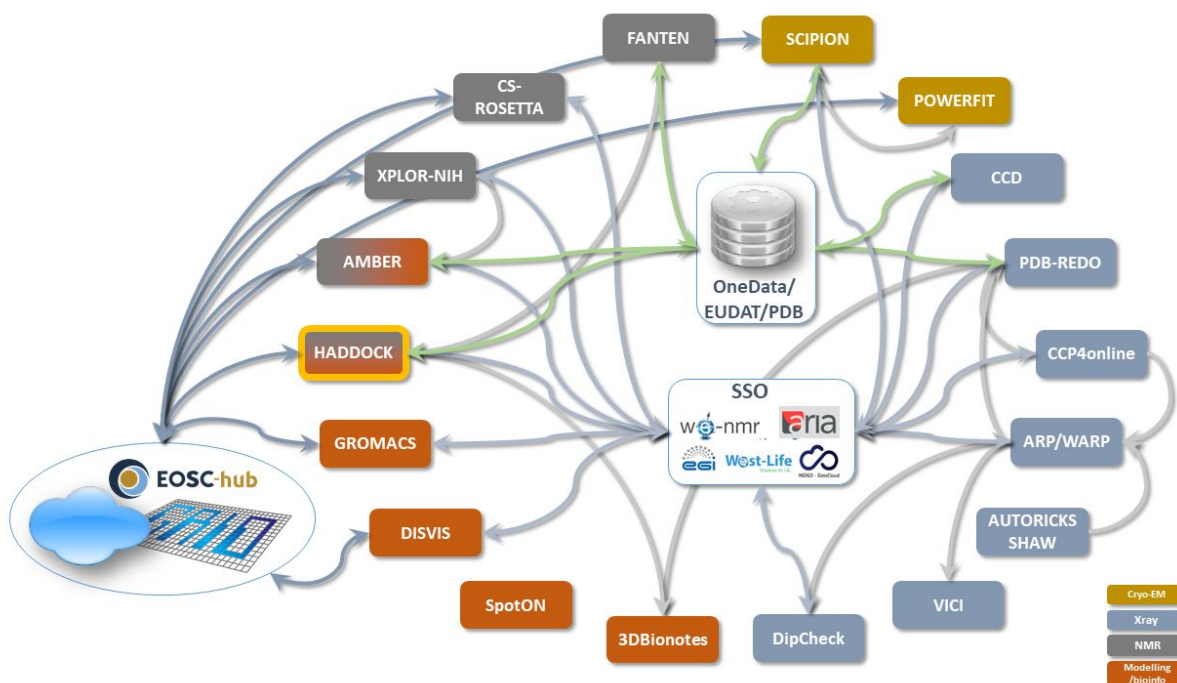 FANTEN
SCIPION
CS-
ROSETTA
POWERFIT
XPLOR-NIH
CCD
AMBER
PDB-REDO
OneData/
EUDAT/PDB
HADDOCK
CCP4online
SSO
we-nmr
aria
GROMACS
ARP/WARP
EGI
West-Life
INDIGO - DataCloud
EOSC-hub
GRID
DISVIS
AUTORICKS
SHAW
SpotON
VICI
3DBionotes
DipCheck
Cryo-EM
Xray
NMR
Modelling
/bioinfo